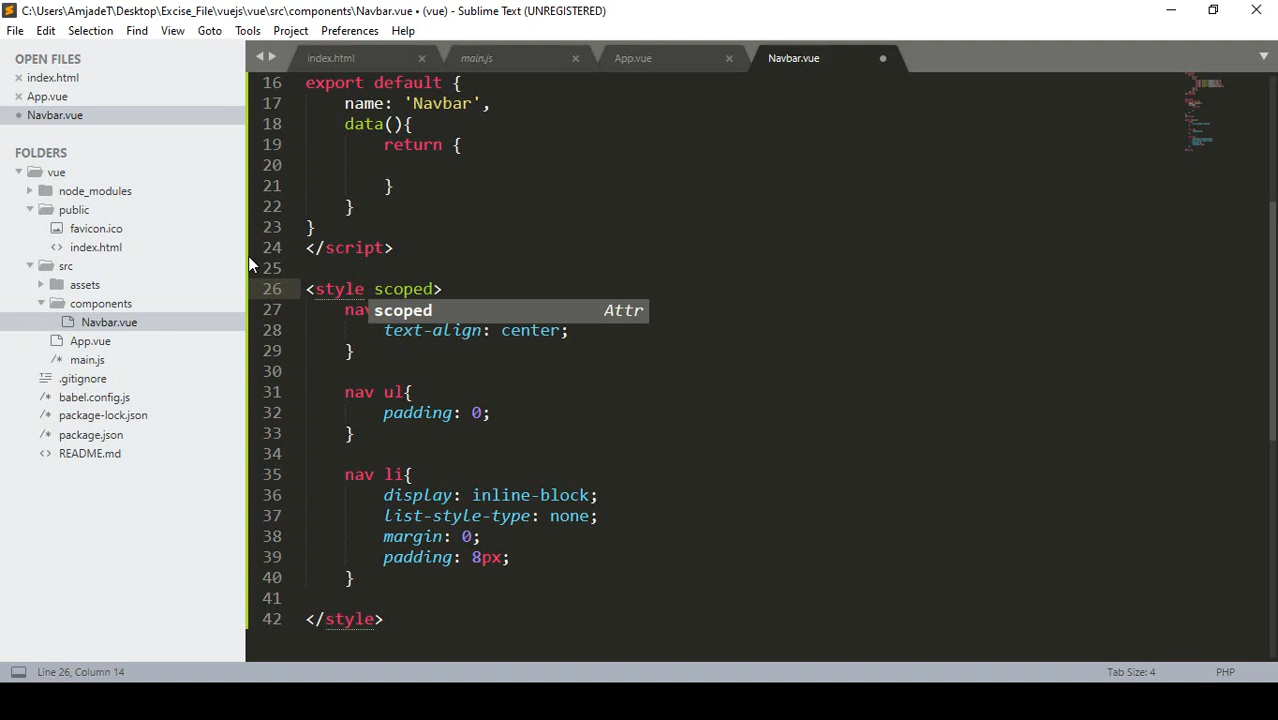 C:\Users\AmjadeT\Desktop\Excise_File\vuejs\vue\src\components\Navbar.vue • (vue) - Sublime Text (UNREGISTERED)
File Edit Selection Find View Goto Tools Project Preferences Help
OPEN FILES
index.html
App.vue
Navbar.vue
FOLDERS
vue
node_modules
public
favicon.ico
index.html
src
assets
components
Navbar.vue
App.vue
main.js
.gitignore
babel.config.js
package-lock.json
package.json
README.md
index.html main.js App.vue Navbar.vue
16 export default {
17 name: 'Navbar',
18 data(){
19 return {
20
21 }
22 }
23 }
24 </script>
25
26 <style scoped>
27 nav
scoped Attr
28 text-align: center;
29 }
30
31 nav ul{
32 padding: 0;
33 }
34
35 nav li{
36 display: inline-block;
37 list-style-type: none;
38 margin: 0;
39 padding: 8px;
40 }
41
42 </style>
Line 26, Column 14 Tab Size: 4 PHP